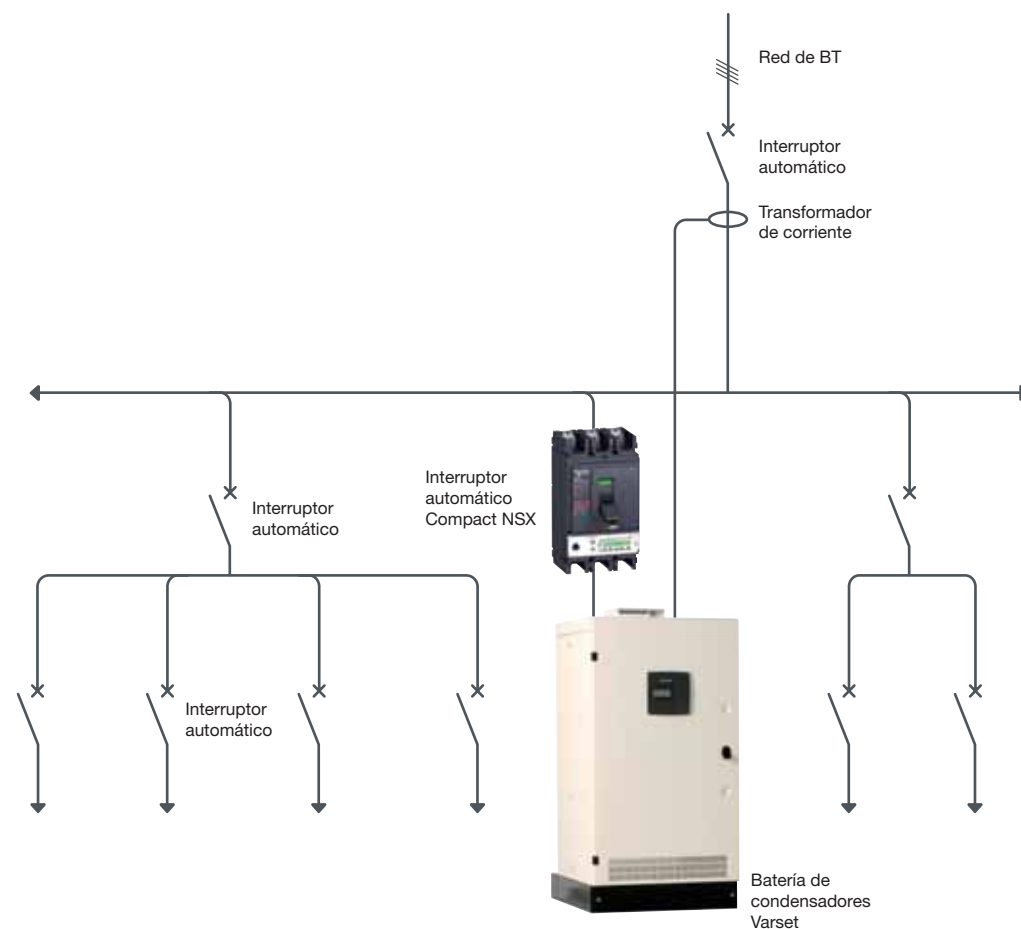 Red de BT
Interruptor
automático
Transformador
de corriente
Interruptor
automático
Compact NSX
Interruptor
automático
Interruptor
automático
Batería de
condensadores
Varset